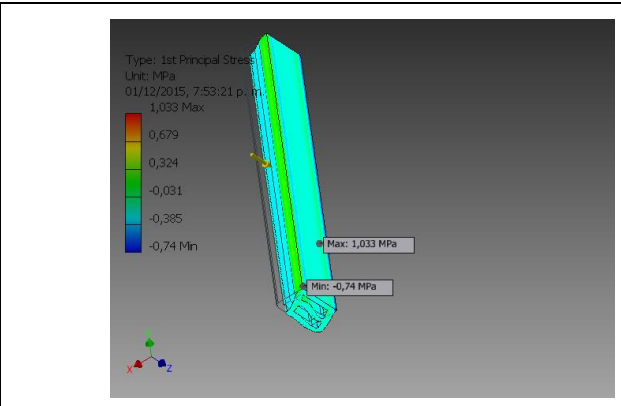 Type: 1st Principal Stress
Unit: MPa
01/12/2015, 7:53:21 p. m.
1,033 Max
0,679
0,324
-0,031
-0,385
-0,74 Min
Max: 1,033 MPa
Min: -0,74 MPa
Y
X
Z